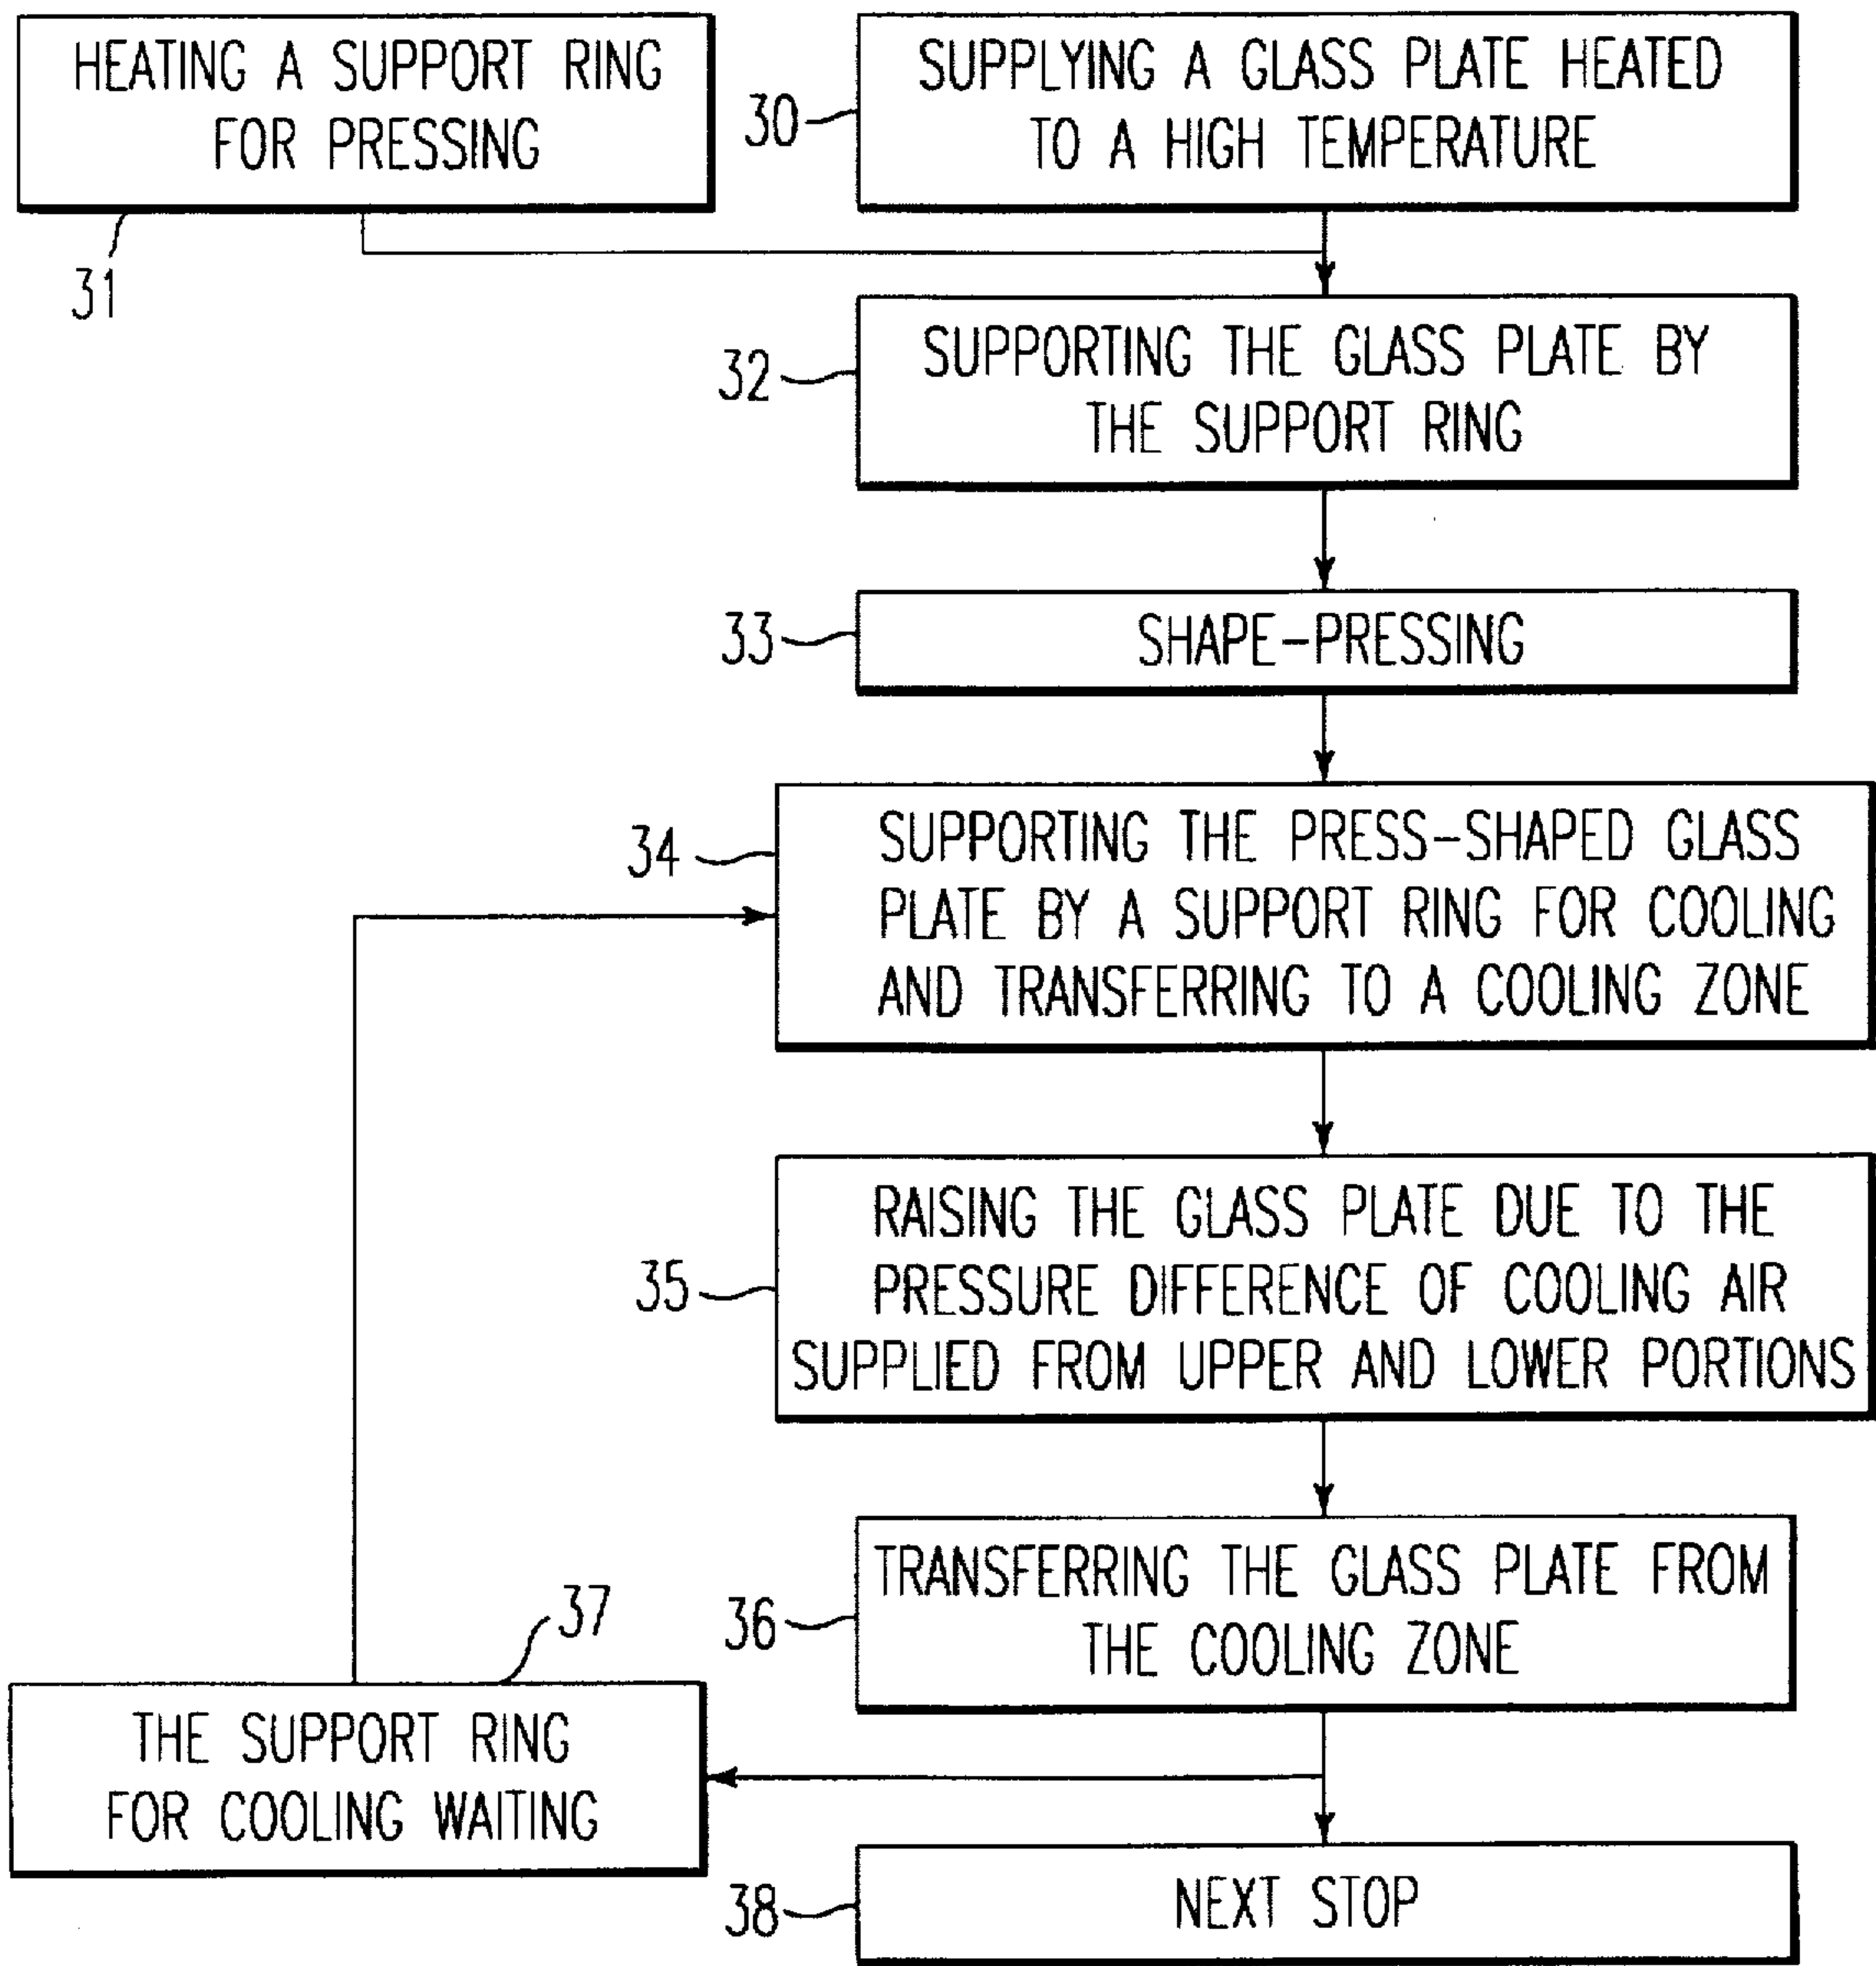 HEATING A SUPPORT RING
FOR PRESSING
31
30
SUPPLYING A GLASS PLATE HEATED
TO A HIGH TEMPERATURE
32
SUPPORTING THE GLASS PLATE BY
THE SUPPORT RING
33
SHAPE-PRESSING
34
SUPPORTING THE PRESS-SHAPED GLASS
PLATE BY A SUPPORT RING FOR COOLING
AND TRANSFERRING TO A COOLING ZONE
35
RAISING THE GLASS PLATE DUE TO THE
PRESSURE DIFFERENCE OF COOLING AIR
SUPPLIED FROM UPPER AND LOWER PORTIONS
36
TRANSFERRING THE GLASS PLATE FROM
THE COOLING ZONE
37
THE SUPPORT RING
FOR COOLING WAITING
38
NEXT STOP